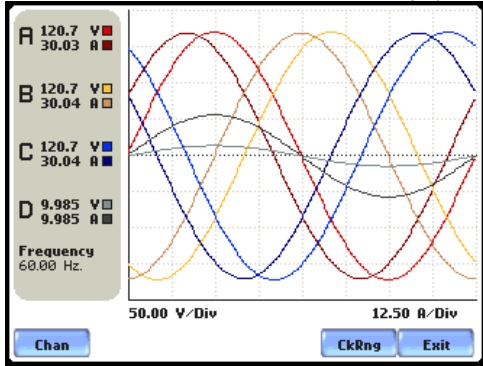 A 120.7 V
30.03 A
B 120.7 V
30.04 A
C 120.7 V
30.04 A
D 9.985 V
9.985 A
Frequency
60.00 Hz.
50.00 V/Div 12.50 A/Div
Chan CkRng Exit